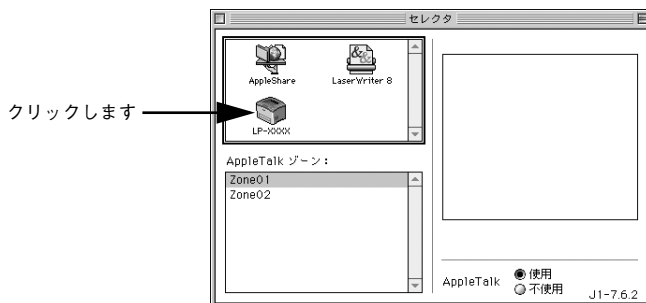 セレクタ
AppleShare
LaserWriter 8
クリックします
LP-XXXX
AppleTalk ゾーン：
Zone01
Zone02
AppleTalk
使用
不使用
J1-7.6.2